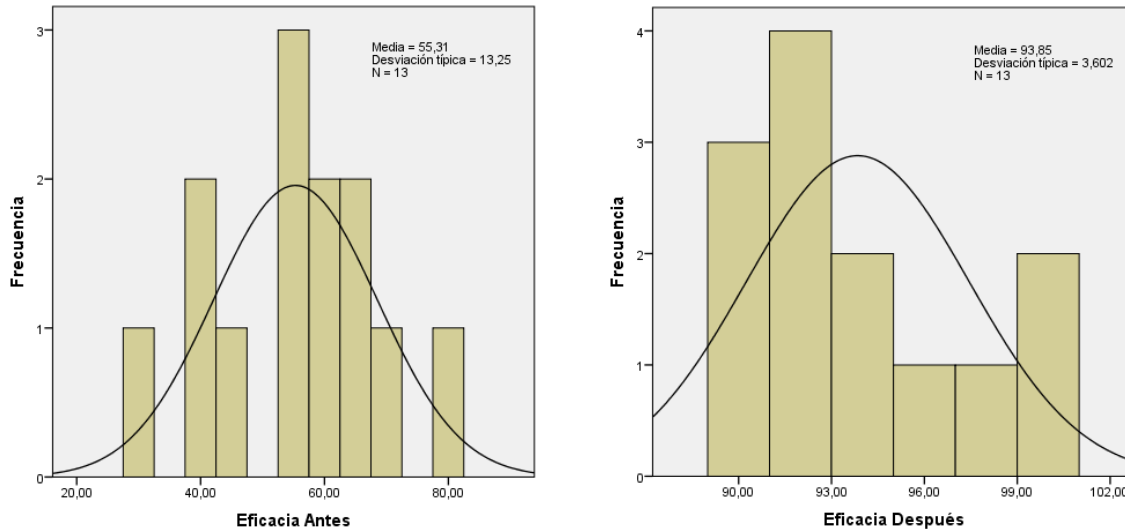 Media = 55,31
Desviación típica = 13,25
N = 13
3
2
1
0
Frecuencia
20,00 40,00 60,00 80,00
Eficacia Antes
Media = 93,85
Desviación típica = 3,602
N = 13
4
3
2
1
0
Frecuencia
90,00 93,00 96,00 99,00 102,00
Eficacia Después